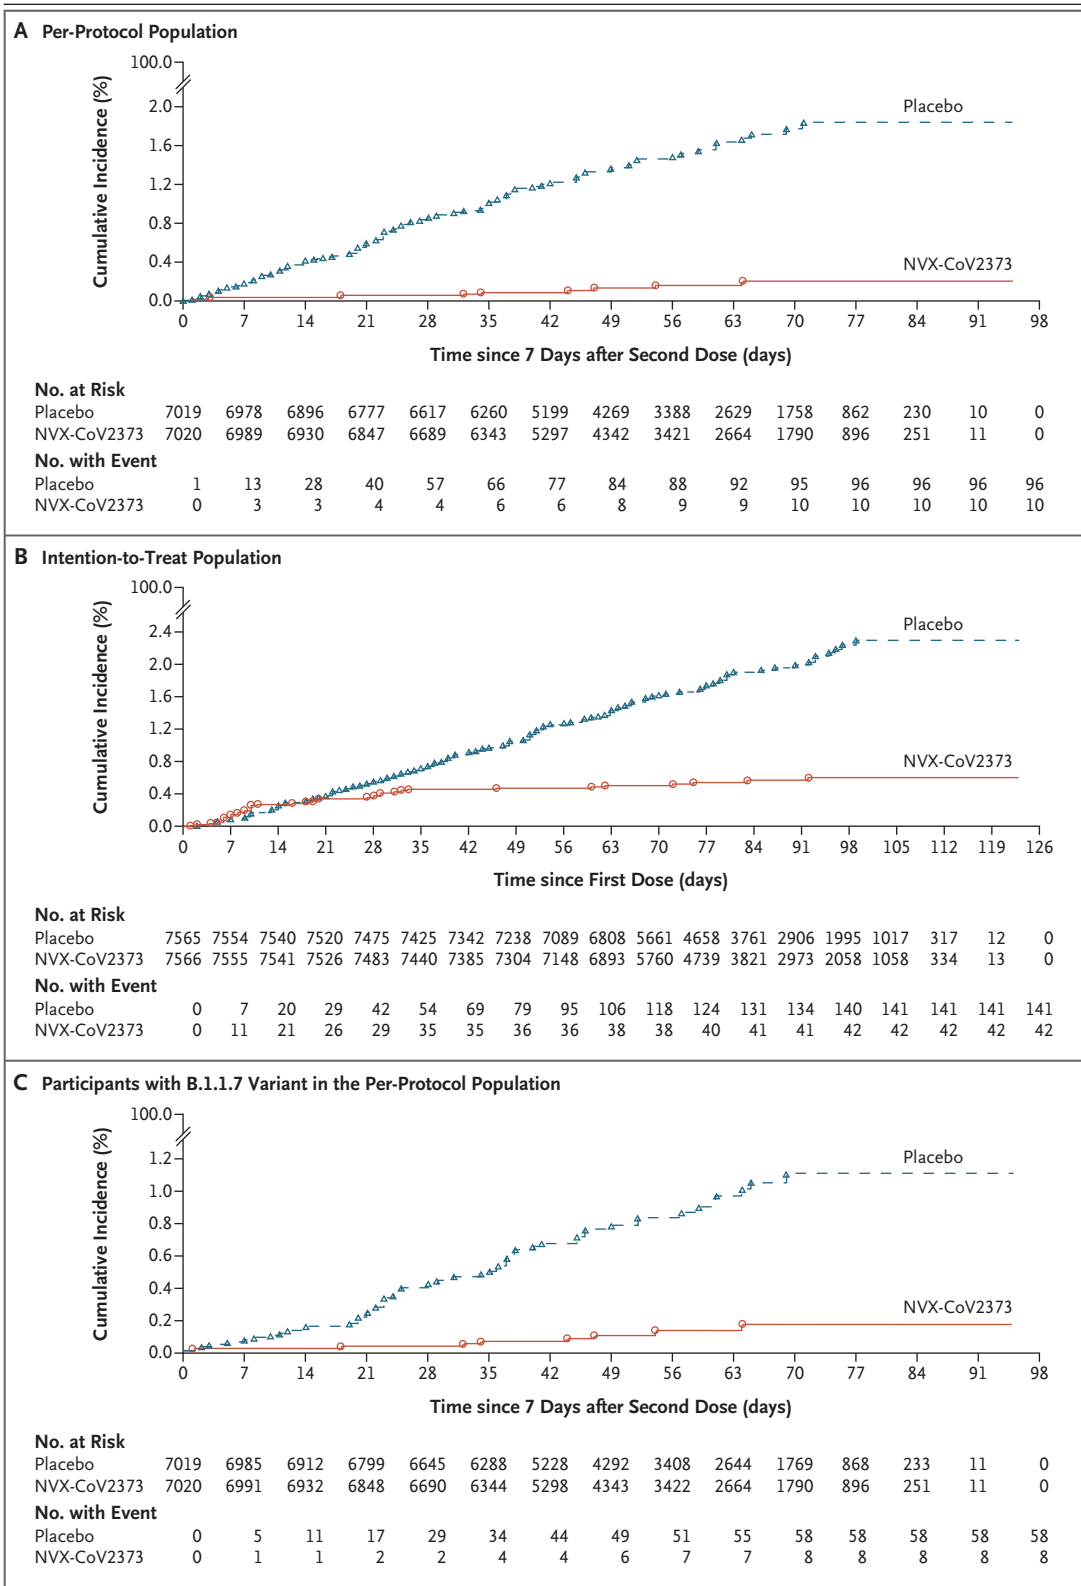 A Per-Protocol Population
100.0
2.0
1.6
1.2
0.8
0.4
0.0
Cumulative Incidence (%)
Placebo
NVX-CoV2373
0 7 14 21 28 35 42 49 56 63 70 77 84 91 98
Time since 7 Days after Second Dose (days)
No. at Risk
Placebo 7019 6978 6896 6777 6617 6260 5199 4269 3388 2629 1758 862 230 10 0
NVX-CoV2373 7020 6989 6930 6847 6689 6343 5297 4342 3421 2664 1790 896 251 11 0
No. with Event
Placebo 1 13 28 40 57 66 77 84 88 92 95 96 96 96 96
NVX-CoV2373 0 3 3 4 4 6 6 8 9 9 10 10 10 10 10
B Intention-to-Treat Population
100.0
2.4
2.0
1.6
1.2
0.8
0.4
0.0
Cumulative Incidence (%)
Placebo
NVX-CoV2373
0 7 14 21 28 35 42 49 56 63 70 77 84 91 98 105 112 119 126
Time since First Dose (days)
No. at Risk
Placebo 7565 7554 7540 7520 7475 7425 7342 7238 7089 6808 5661 4658 3761 2906 1995 1017 317 12 0
NVX-CoV2373 7566 7555 7541 7526 7483 7440 7385 7304 7148 6893 5760 4739 3821 2973 2058 1058 334 13 0
No. with Event
Placebo 0 7 20 29 42 54 69 79 95 106 118 124 131 134 140 141 141 141 141
NVX-CoV2373 0 11 21 26 29 35 35 36 36 38 38 40 41 41 42 42 42 42 42
C Participants with B.1.1.7 Variant in the Per-Protocol Population
100.0
1.2
1.0
0.8
0.6
0.4
0.2
0.0
Cumulative Incidence (%)
Placebo
NVX-CoV2373
0 7 14 21 28 35 42 49 56 63 70 77 84 91 98
Time since 7 Days after Second Dose (days)
No. at Risk
Placebo 7019 6985 6912 6799 6645 6288 5228 4292 3408 2644 1769 868 233 11 0
NVX-CoV2373 7020 6991 6932 6848 6690 6344 5298 4343 3422 2664 1790 896 251 11 0
No. with Event
Placebo 0 5 11 17 29 34 44 49 51 55 58 58 58 58 58
NVX-CoV2373 0 1 1 2 2 4 4 6 7 7 8 8 8 8 8